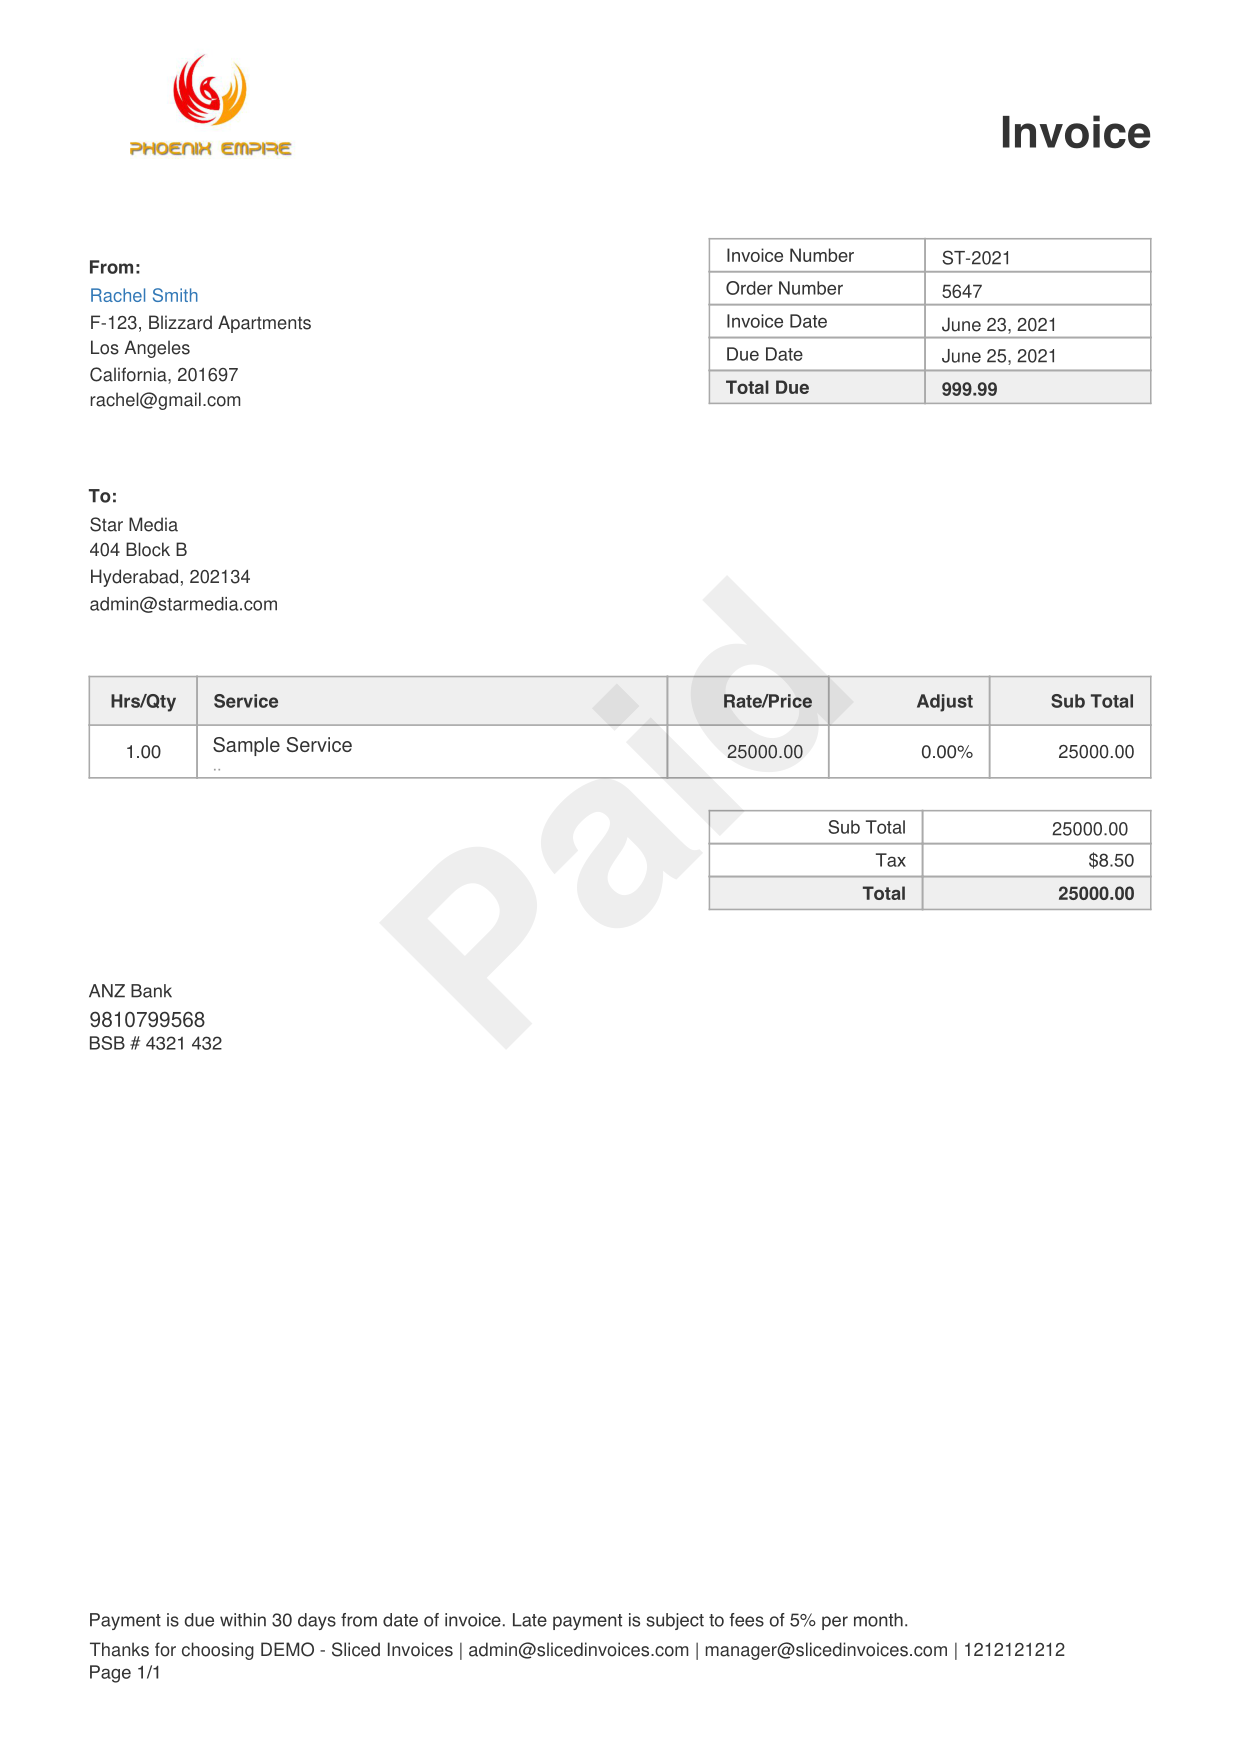 PHOENIX EMPIRE
Invoice
From:
Rachel Smith
F-123, Blizzard Apartments
Los Angeles
California, 201697
rachel@gmail.com
Invoice Number ST-2021
Order Number 5647
Invoice Date June 23, 2021
Due Date June 25, 2021
Total Due 999.99
To:
Star Media
404 Block B
Hyderabad, 202134
admin@starmedia.com
Hrs/Qty Service Rate/Price Adjust Sub Total
1.00 Sample Service 25000.00 0.00% 25000.00
..
Paid
Sub Total 25000.00
Tax $8.50
Total 25000.00
ANZ Bank
9810799568
BSB # 4321 432
Payment is due within 30 days from date of invoice. Late payment is subject to fees of 5% per month.
Thanks for choosing DEMO - Sliced Invoices | admin@slicedinvoices.com | manager@slicedinvoices.com | 1212121212
Page 1/1